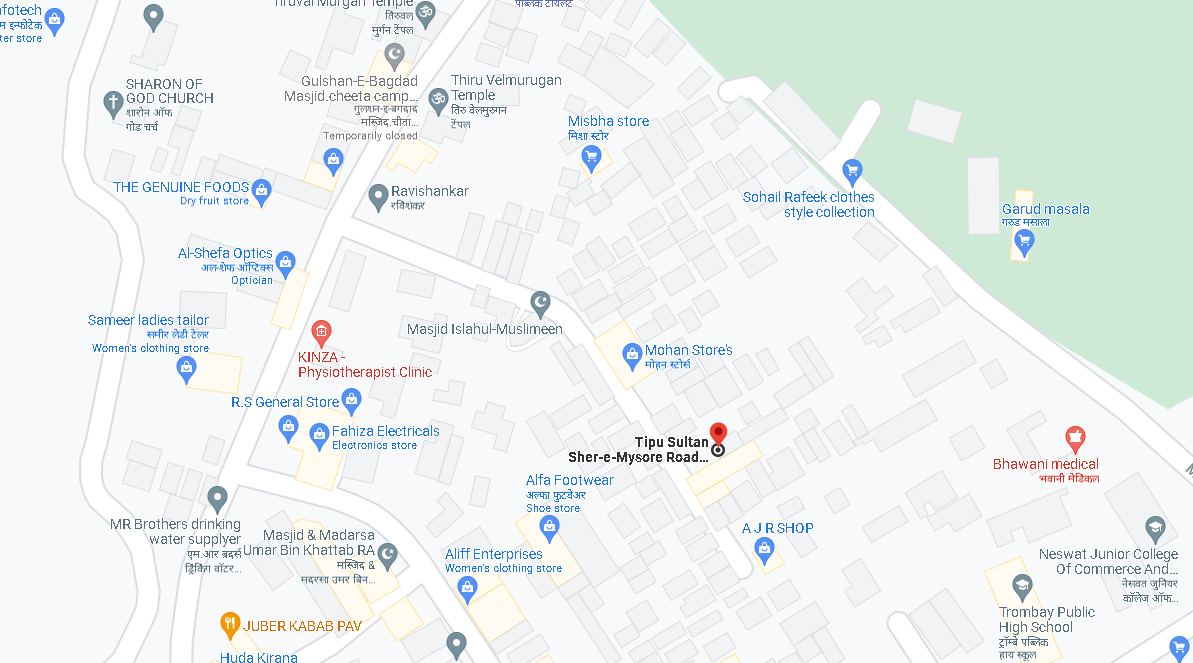 nfotech
म इन्फोटेक
ter store
Thiruvai Murgan Temple
तिरुवल
मुर्गन टेंपल
पब्लिक टॉयलेट
Gulshan-E-Bagdad
Masjid.cheeta camp...
गुलशन-इ-बगदाद
मस्जिद.चीता...
Temporarily closed
SHARON OF
GOD CHURCH
शारोन ऑफ
गोड चर्च
Thiru Velmurugan
Temple
तिरु वेलमुरुगन
टेंपल
Misbha store
मिशा स्टोर
THE GENUINE FOODS
Dry fruit store
Ravishankar
रविशंकर
Sohail Rafeek clothes
style collection
Garud masala
गरुड मसाला
Al-Shefa Optics
अल-शेफ ऑप्टिक्स
Optician
Masjid Islahul-Muslimeen
Sameer ladies tailor
समीर लेडी टेलर
Women's clothing store
KINZA -
Physiotherapist Clinic
Mohan Store's
मोहन स्टोर्स
R.S General Store
Fahiza Electricals
Electronics store
Tipu Sultan
Sher-e-Mysore Road...
Bhawani medical
भवानी मेडिकल
Alfa Footwear
अल्फा फुटवेअर
Shoe store
MR Brothers drinking
water supplyer
एम.आर ब्रदर्स
ड्रिंकिंग वॉटर...
Masjid & Madarsa
Umar Bin Khattab RA
मस्जिद &
मदरसा उमर बिन...
A J R SHOP
Aliff Enterprises
Women's clothing store
Neswat Junior College
Of Commerce And...
नेसवत जुनियर
कॉलेज ऑफ...
Trombay Public
High School
ट्रॉम्बे पब्लिक
हाय स्कूल
JUBER KABAB PAV
Huda Kirana